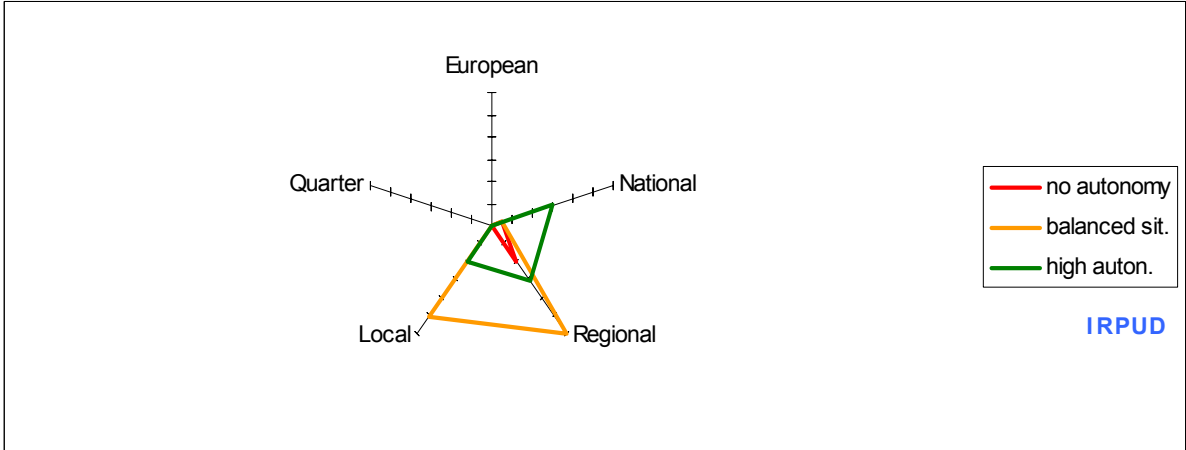 European
Quarter
National
Local
Regional
no autonomy
balanced sit.
high auton.
IRPUD